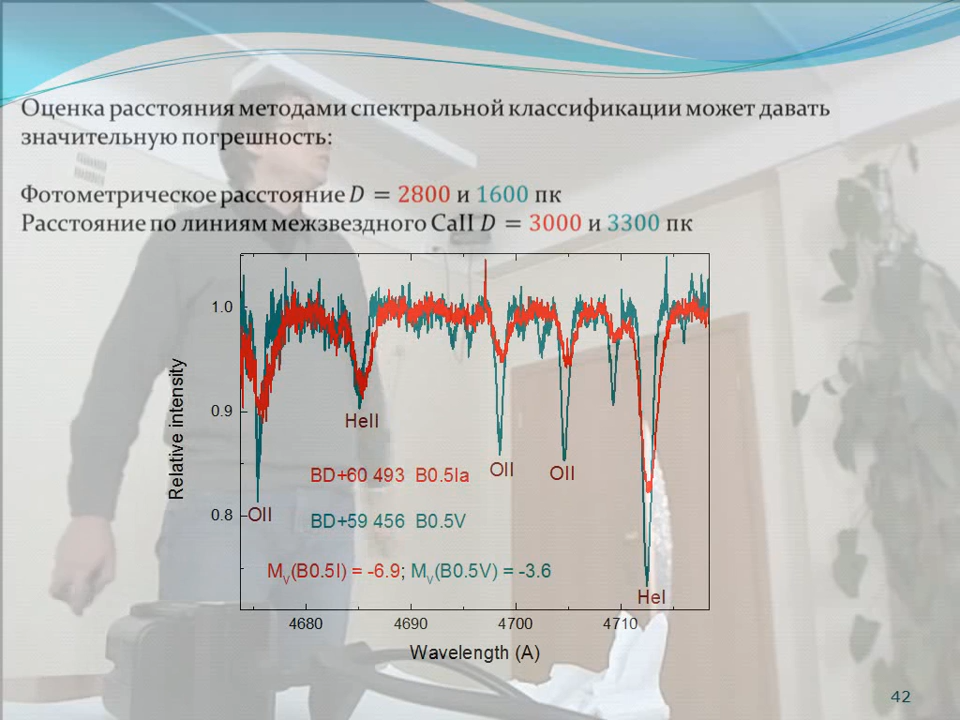 Оценка расстояния методами спектральной классификации может давать
значительную погрешность:
Фотометрическое расстояние D = 2800 и 1600 пк
Расстояние по линиям межзвездного CaII D = 3000 и 3300 пк
1.0
0.9
0.8
Relative intensity
HeII
OII
OII
BD+60 493 B0.5Ia
OII
BD+59 456 B0.5V
M_V(B0.5I) = -6.9; M_V(B0.5V) = -3.6
HeI
4680 4690 4700 4710
Wavelength (A)
42